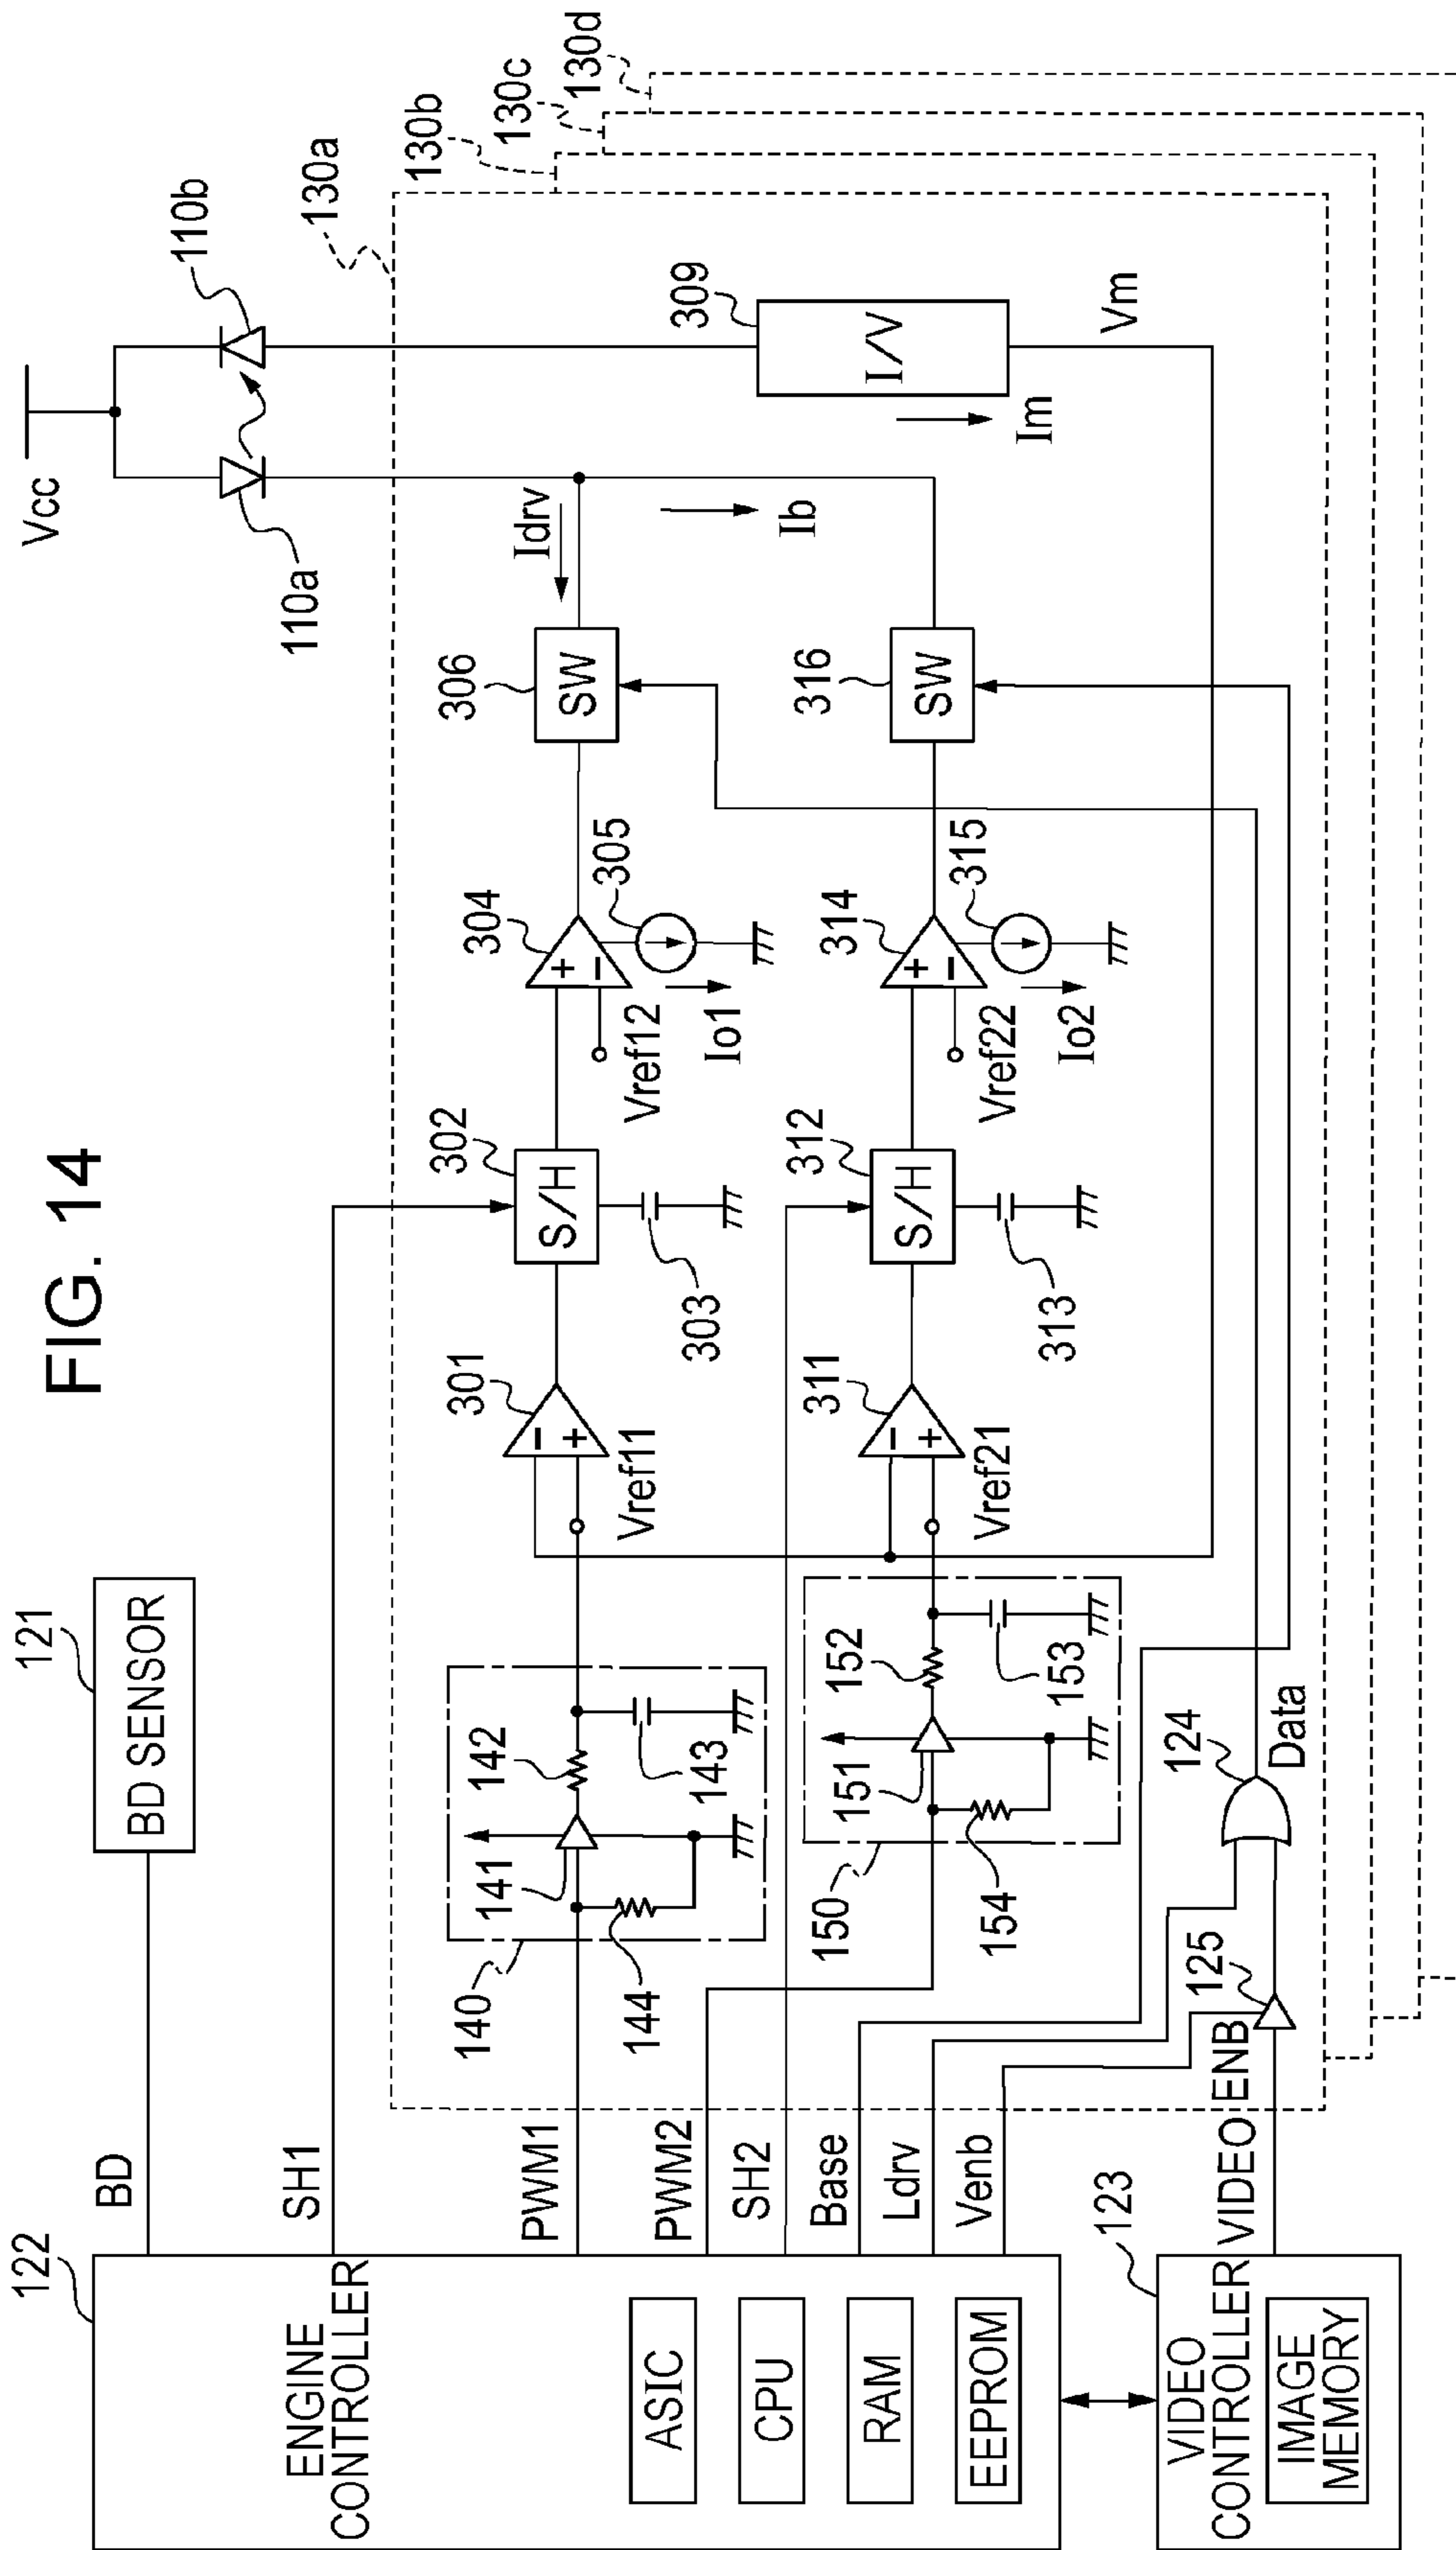 FIG. 14
122
ENGINE
CONTROLLER
ASIC
CPU
RAM
EEPROM
123
VIDEO
CONTROLLER
IMAGE
MEMORY
BD
121
BD SENSOR
SH1
PWM1
PWM2
SH2
Base
Ldrv
Venb
VIDEO
ENB
125
124
Data
140
141
142
143
144
150
151
152
153
154
301
−
+
Vref11
302
S/H
303
304
+
−
Vref12
305
Io1
306
SW
Idrv
311
−
+
Vref21
312
S/H
313
314
+
−
Vref22
315
Io2
316
SW
Ib
309
I/V
Im
Vm
Vcc
110a
110b
130a
130b
130c
130d